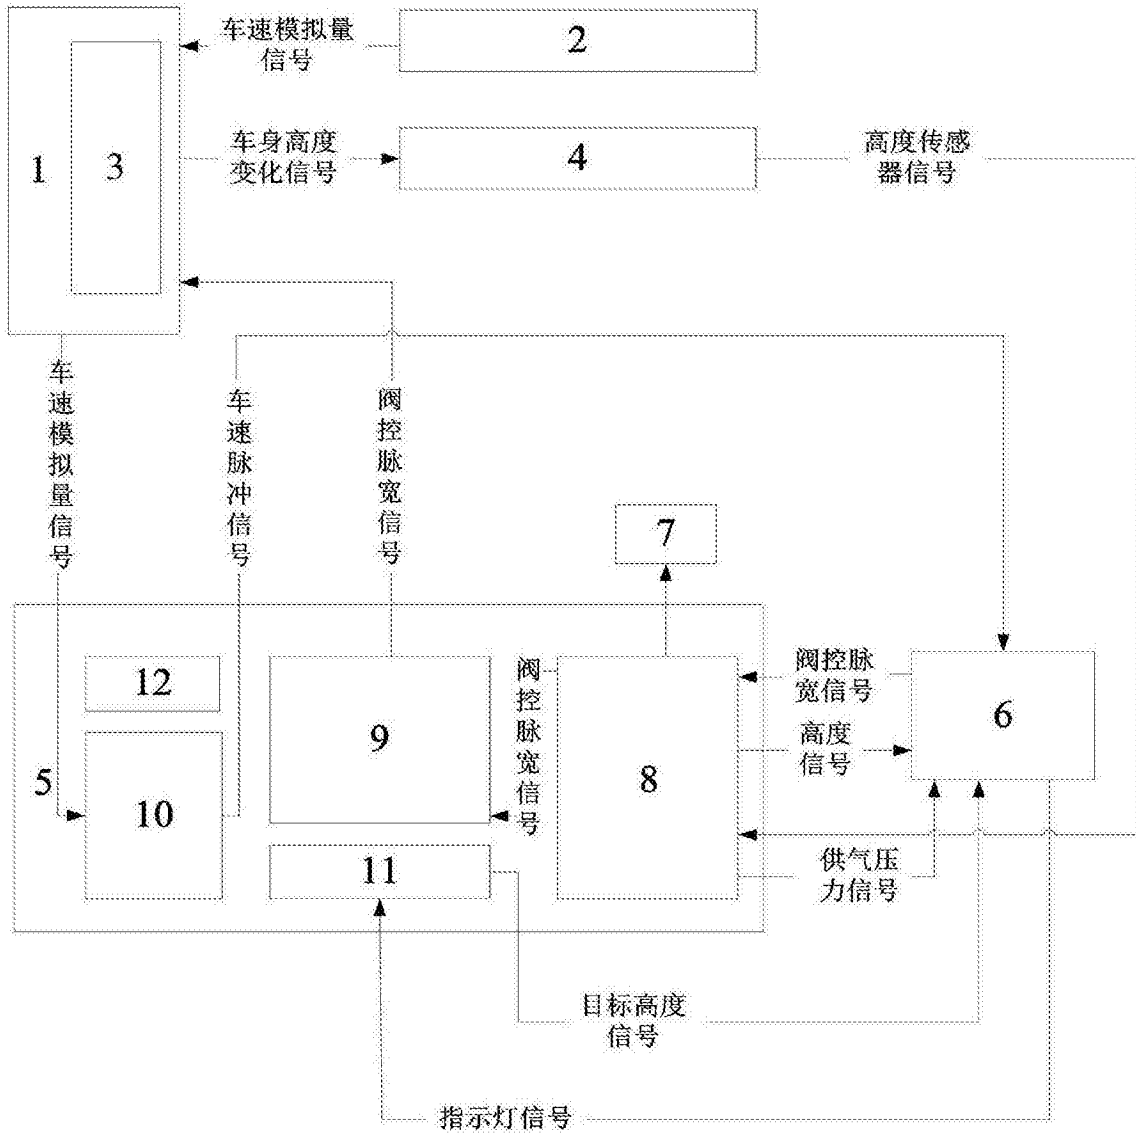 车速模拟量
信号
2
1
3
车身高度
变化信号
4
高度传感
器信号
车速模拟量信号
车速脉冲信号
阀控脉宽信号
7
12
9
阀控脉宽信号
阀控脉
宽信号
6
高度
信号
5
10
8
11
供气压
力信号
目标高度
信号
指示灯信号